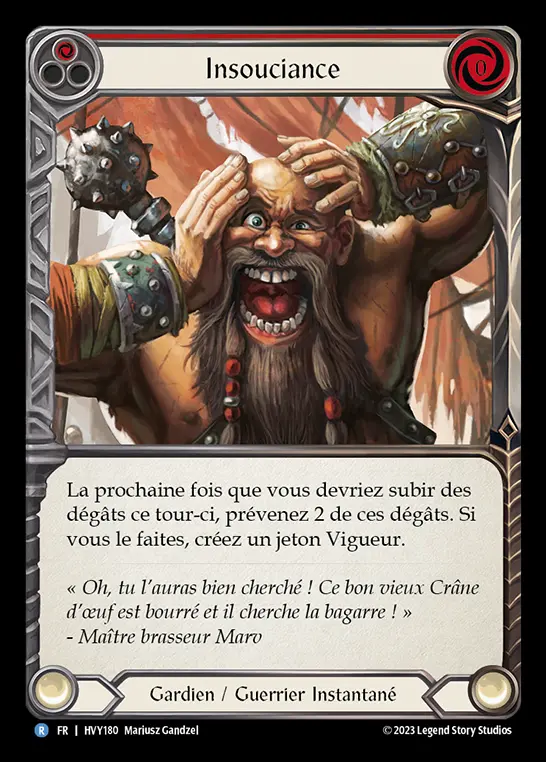 Insouciance
0
La prochaine fois que vous devriez subir des
dégâts ce tour-ci, prévenez 2 de ces dégâts. Si
vous le faites, créez un jeton Vigueur.
« Oh, tu l'auras bien cherché ! Ce bon vieux Crâne
d'œuf est bourré et il cherche la bagarre ! »
- Maître brasseur Marv
Gardien / Guerrier Instantané
R FR | HVY180 Mariusz Gandzel
© 2023 Legend Story Studios